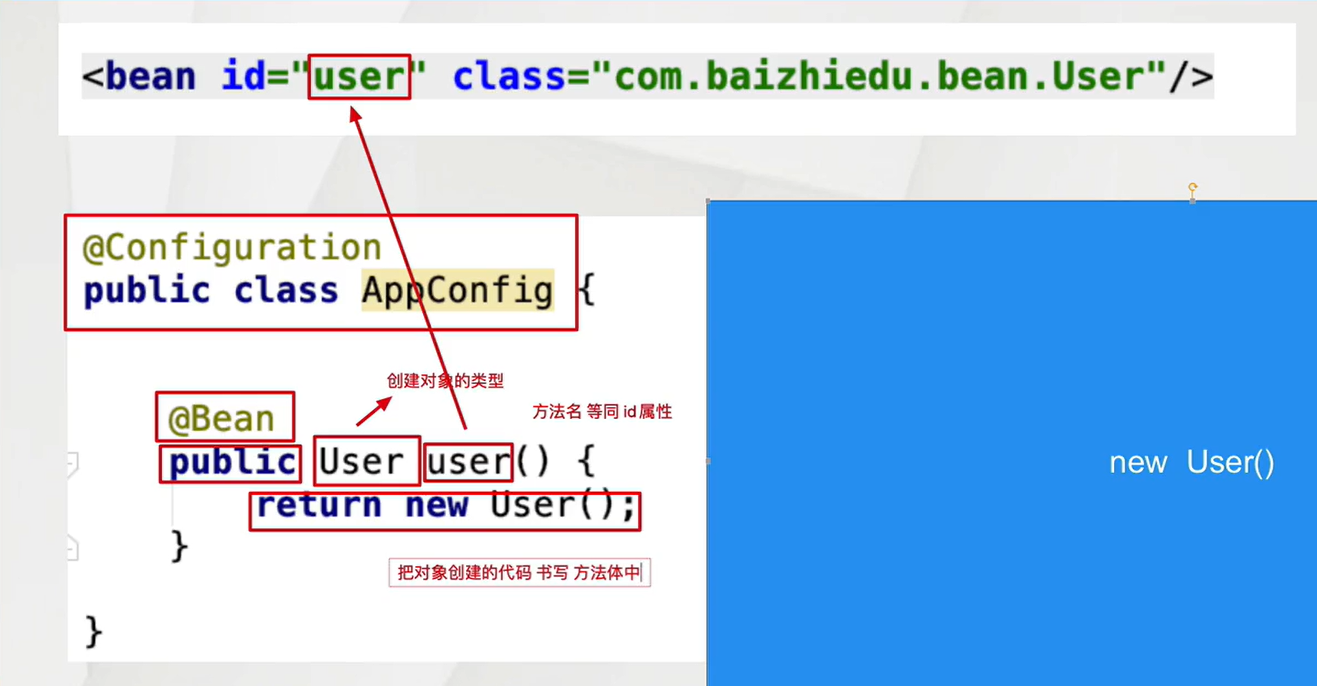 <bean id="user" class="com.baizhiedu.bean.User"/>
@Configuration
public class AppConfig {
创建对象的类型
@Bean
方法名 等同 id 属性
public User user() {
return new User();
}
把对象创建的代码 书写 方法体中
}
new User()